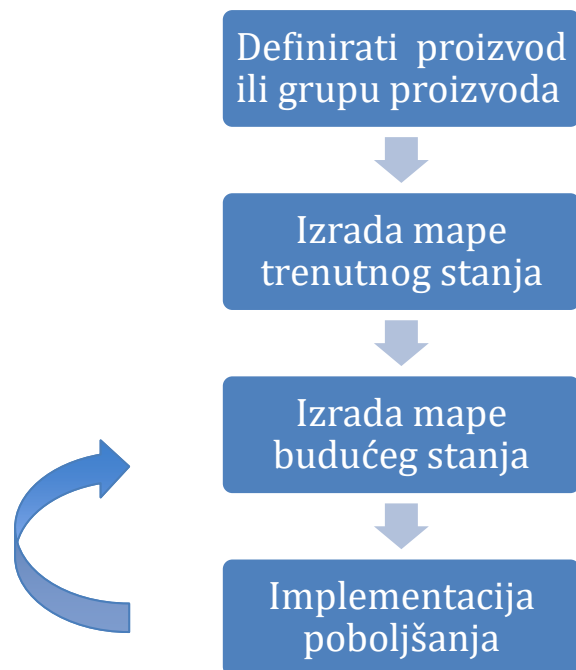 Definirati proizvod
ili grupu proizvoda
Izrada mape
trenutnog stanja
Izrada mape
budućeg stanja
Implementacija
poboljšanja